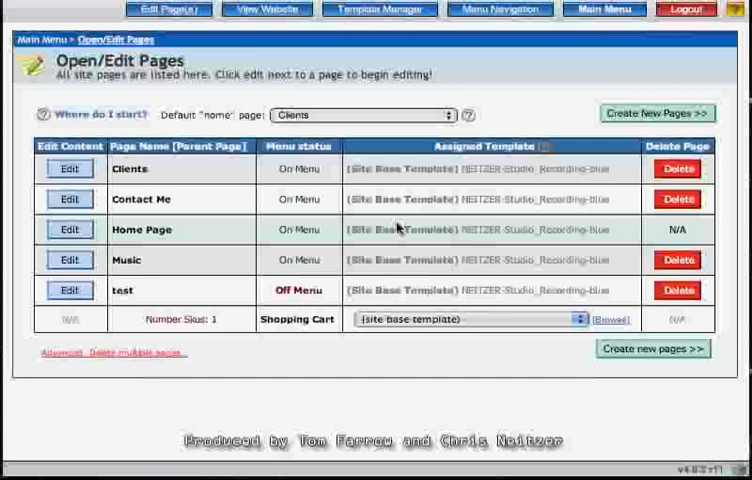 Edit Page(s) View Website Template Manager Menu Navigation Main Menu Logout ?
Main Menu > Open/Edit Pages
Open/Edit Pages
All site pages are listed here. Click edit next to a page to begin editing!
? Where do I start? Default "home" page: Clients ? Create New Pages >>
Edit Content Page Name [Parent Page] Menu status Assigned Template Delete Page
Edit Clients On Menu (Site Base Template) NEITZER-Studio_Recording-blue Delete
Edit Contact Me On Menu (Site Base Template) NEITZER-Studio_Recording-blue Delete
Edit Home Page On Menu (Site Base Template) NEITZER-Studio_Recording-blue N/A
Edit Music On Menu (Site Base Template) NEITZER-Studio_Recording-blue Delete
Edit test Off Menu (Site Base Template) NEITZER-Studio_Recording-blue Delete
N/A Number Skus: 1 Shopping Cart (site base template) [Browse] N/A
Advanced: Delete multiple pages... Create new pages >>
Produced by Tom Farrow and Chris Neitzer